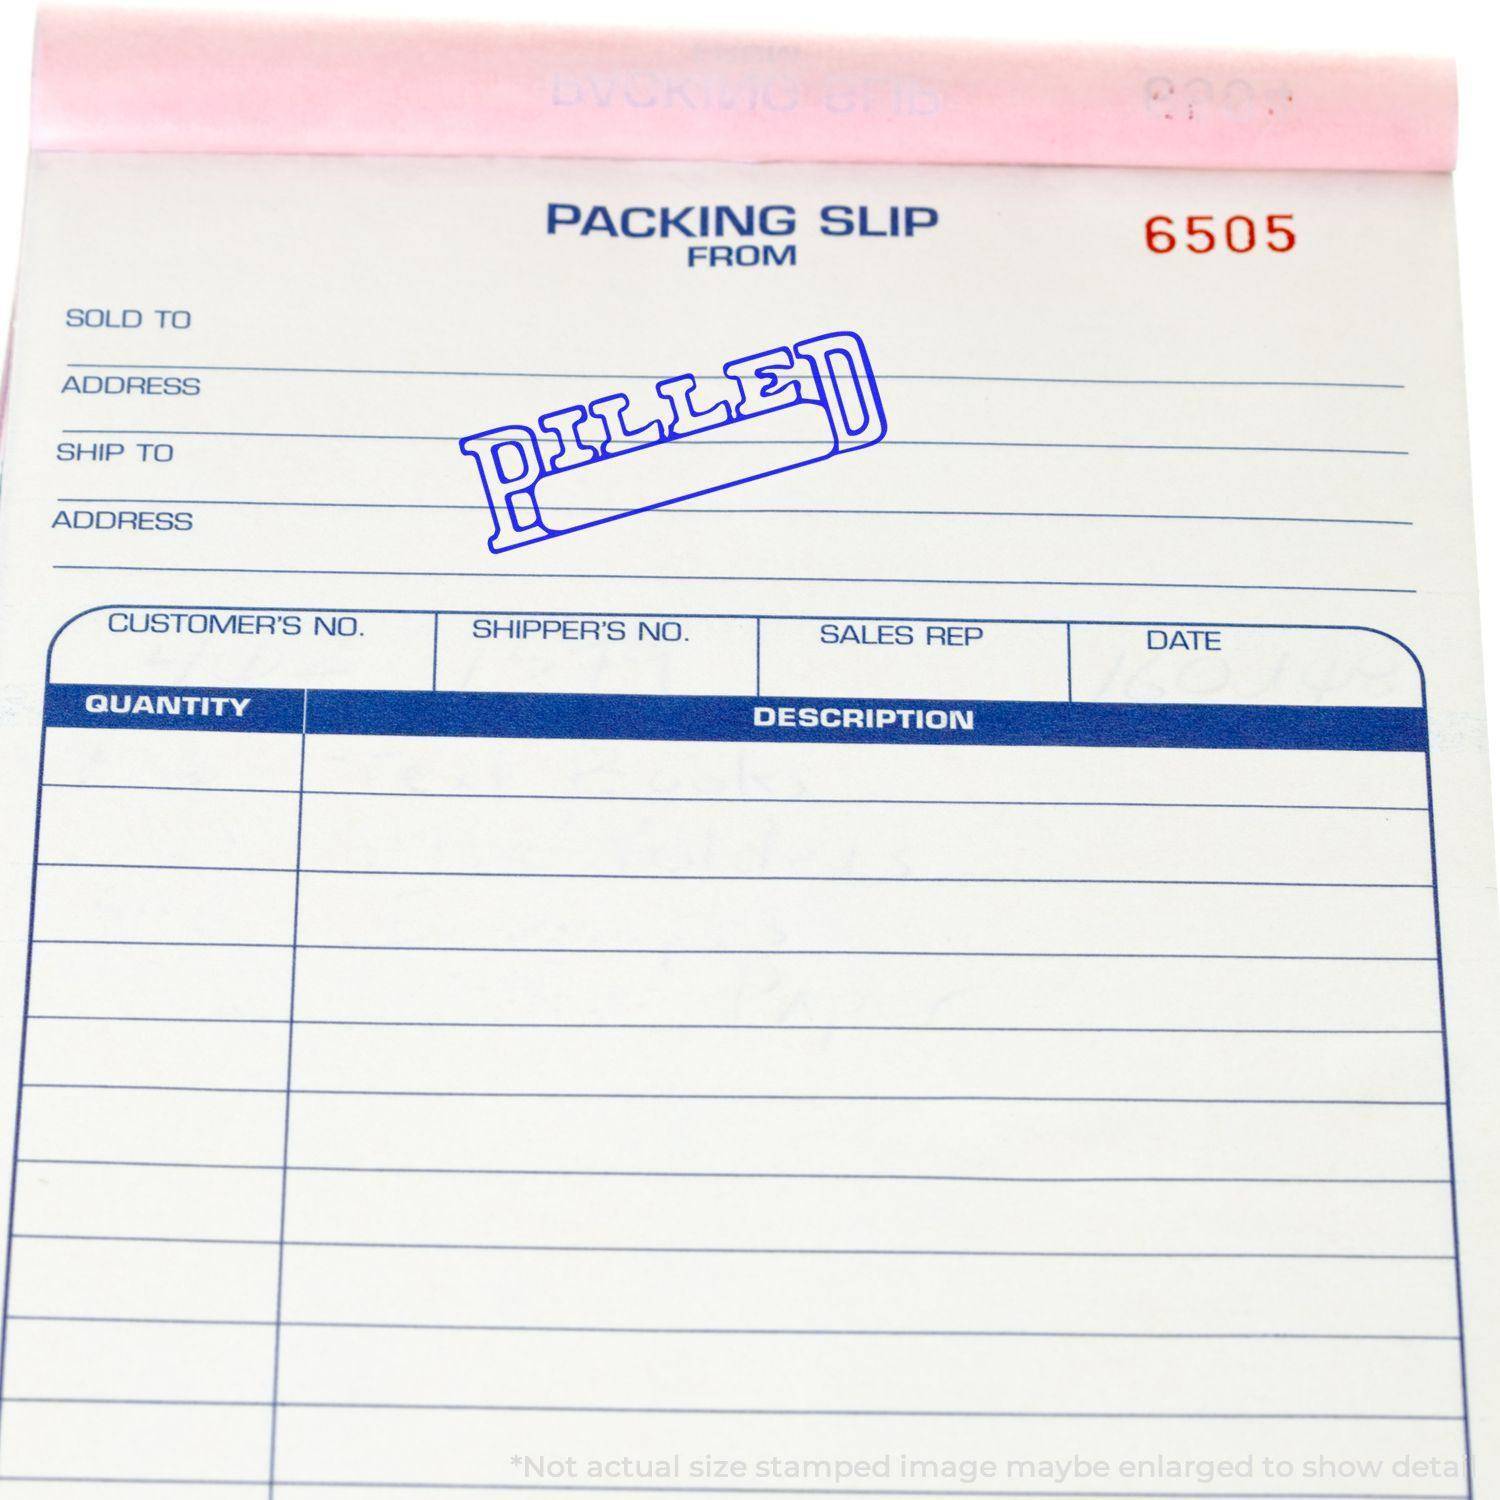 PACKING SLIP
FROM
6505
SOLD TO
ADDRESS
SHIP TO
ADDRESS
BILLED
CUSTOMER'S NO. SHIPPER'S NO. SALES REP DATE
QUANTITY DESCRIPTION
*Not actual size stamped image maybe enlarged to show detail